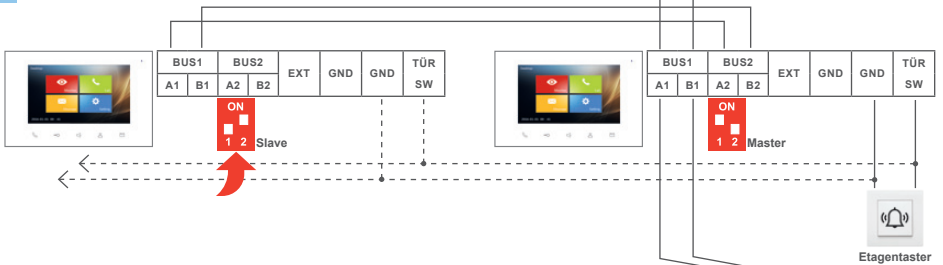 BUS1 BUS2 EXT GND GND TÜR SW
A1 B1 A2 B2
ON
1 2 Slave
BUS1 BUS2 EXT GND GND TÜR SW
A1 B1 A2 B2
ON
1 2 Master
Etagentaster